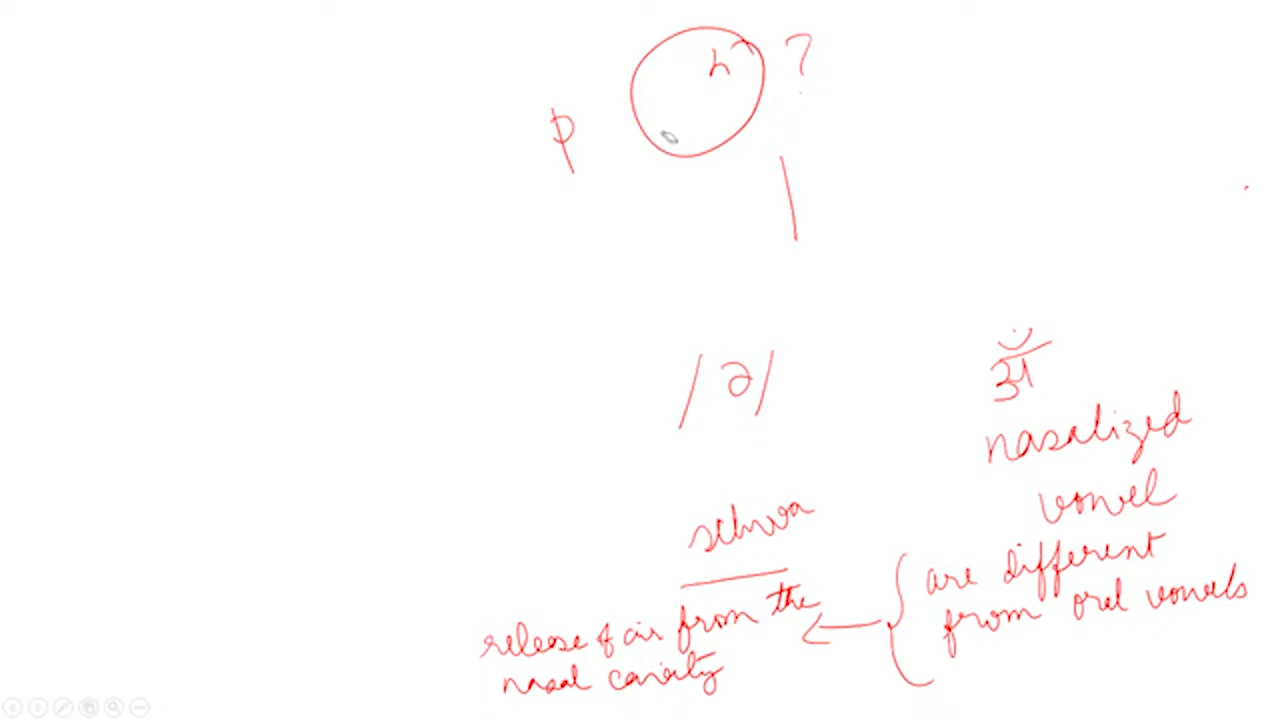 h ?
p
/ə/
अँ
nasalized
vowel
schwa
are different
from oral vowels
release of air from the
nasal cavity